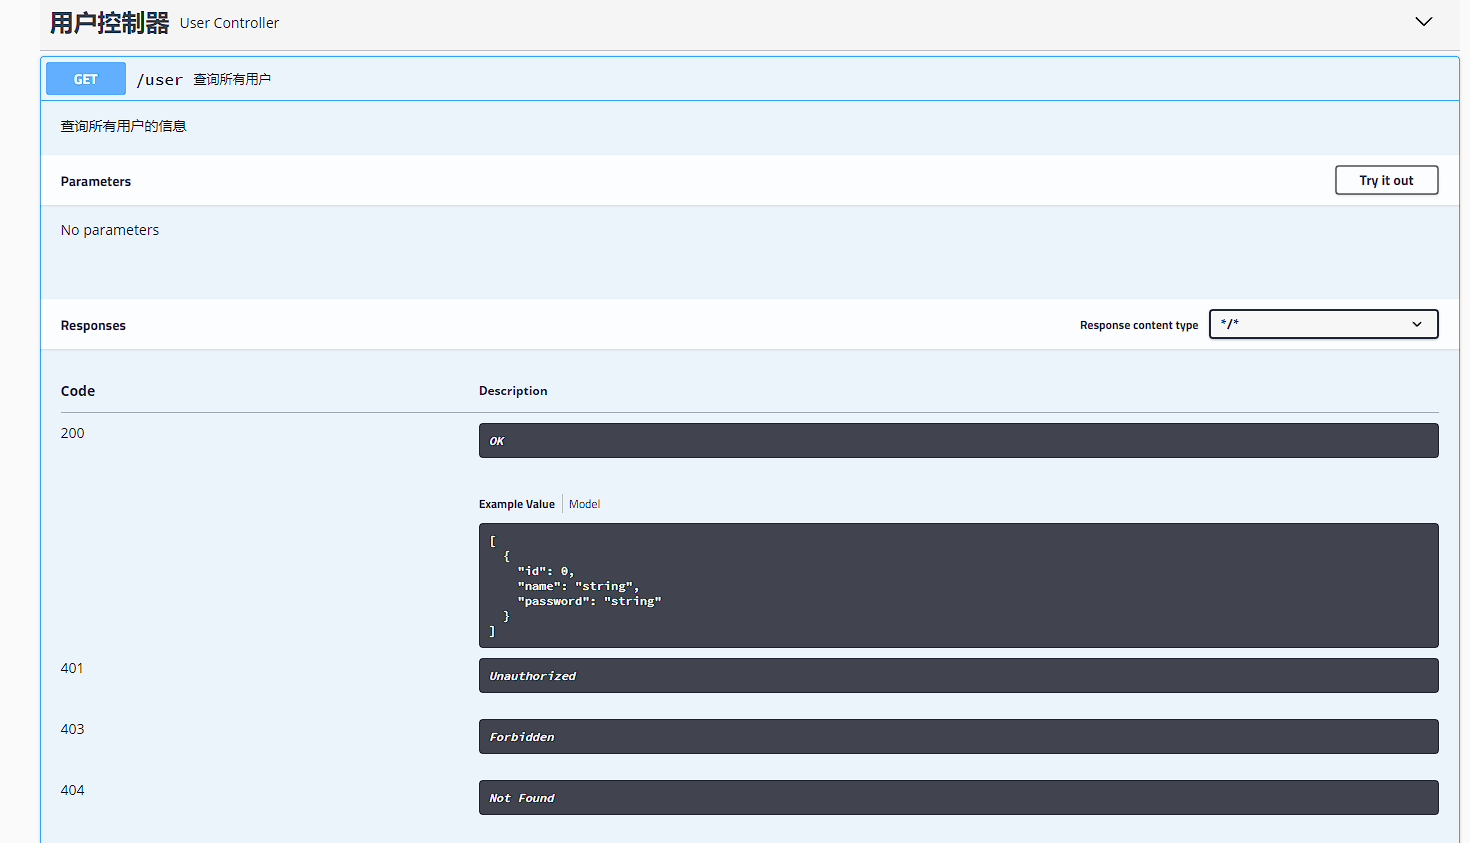 用户控制器 User Controller
GET /user 查询所有用户
查询所有用户的信息
Parameters Try it out
No parameters
Responses Response content type */*
Code Description
200 OK
Example Value Model
[
{
"id": 0,
"name": "string",
"password": "string"
}
]
401 Unauthorized
403 Forbidden
404 Not Found